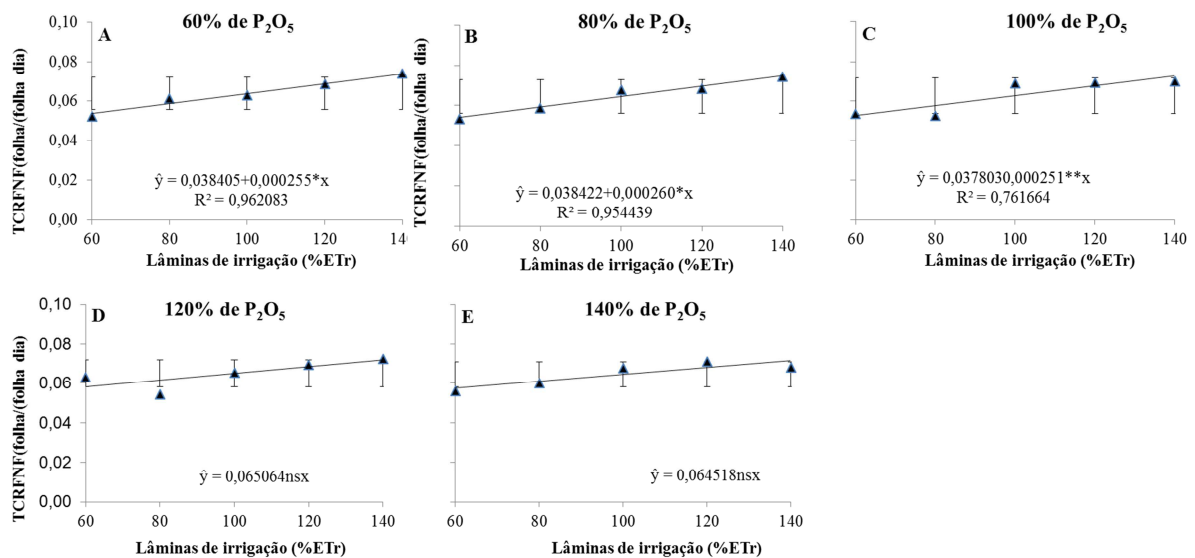 60% de P₂O₅
80% de P₂O₅
100% de P₂O₅
A
B
C
TCRFNF(folha/(folha dia)
0,10
0,08
0,06
0,04
0,02
0,00
ŷ = 0,038405+0,000255*x
R² = 0,962083
60 80 100 120 140
Lâminas de irrigação (%ETr)
TCRFNF(folha/(folha dia)
ŷ = 0,038422+0,000260*x
R² = 0,954439
60 80 100 120 140
Lâminas de irrigação (%ETr)
ŷ = 0,0378030,000251**x
R² = 0,761664
60 80 100 120 140
Lâminas de irrigação (%ETr)
120% de P₂O₅
140% de P₂O₅
D
E
TCRFNF(folha/(folha dia)
0,10
0,08
0,06
0,04
0,02
0,00
ŷ = 0,065064nsx
60 80 100 120 140
Lâminas de irrigação (%ETr)
ŷ = 0,064518nsx
60 80 100 120 140
Lâminas de irrigação (%ETr)